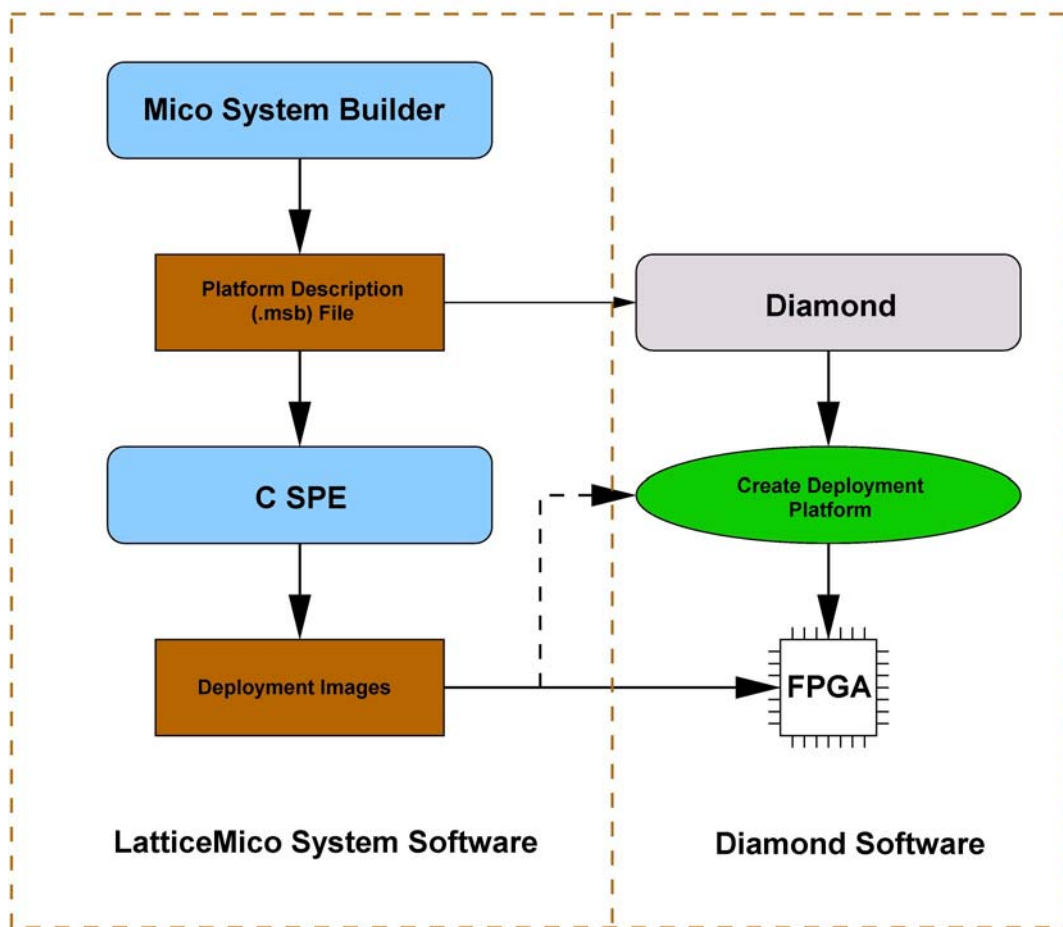 Mico System Builder
Platform Description
(.msb) File
Diamond
C SPE
Create Deployment
Platform
Deployment Images
FPGA
LatticeMico System Software
Diamond Software